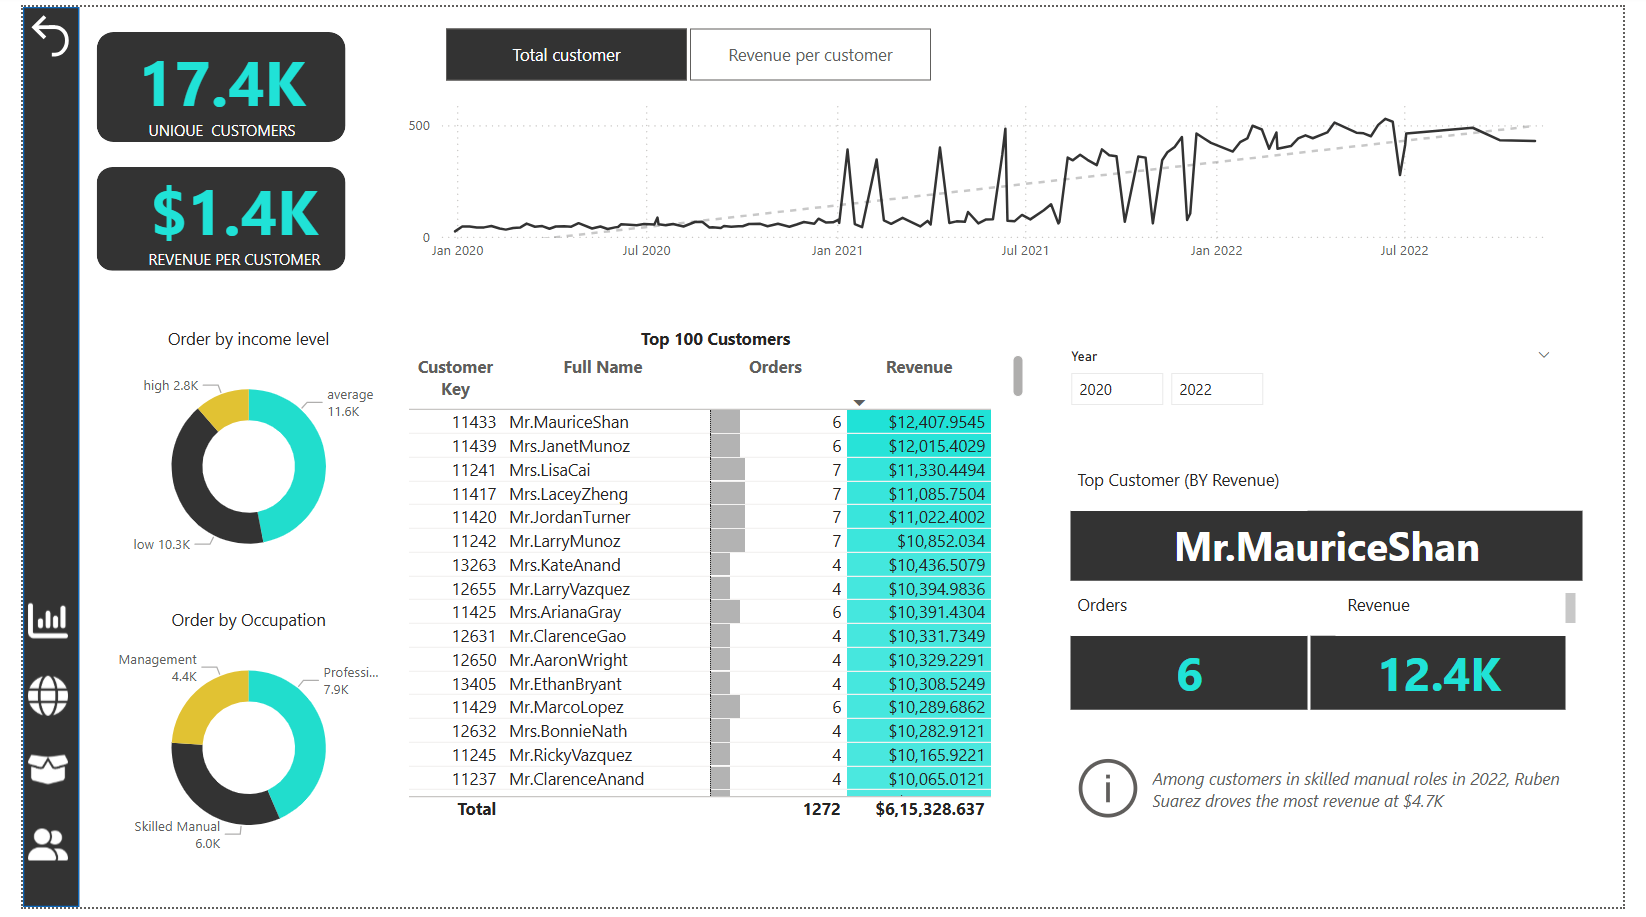 17.4K
UNIQUE CUSTOMERS
$1.4K
REVENUE PER CUSTOMER
Total customer
Revenue per customer
500
0
Jan 2020
Jul 2020
Jan 2021
Jul 2021
Jan 2022
Jul 2022
Order by income level
high 2.8K
average
11.6K
low 10.3K
Order by Occupation
Management
4.4K
Professi...
7.9K
Skilled Manual
6.0K
Top 100 Customers
Customer Key Full Name Orders Revenue
11433 Mr.MauriceShan 6 $12,407.9545
11439 Mrs.JanetMunoz 6 $12,015.4029
11241 Mrs.LisaCai 7 $11,330.4494
11417 Mrs.LaceyZheng 7 $11,085.7504
11420 Mr.JordanTurner 7 $11,022.4002
11242 Mr.LarryMunoz 7 $10,852.034
13263 Mrs.KateAnand 4 $10,436.5079
12655 Mr.LarryVazquez 4 $10,394.9836
11425 Mrs.ArianaGray 6 $10,391.4304
12631 Mr.ClarenceGao 4 $10,331.7349
12650 Mr.AaronWright 4 $10,329.2291
13405 Mr.EthanBryant 4 $10,308.5249
11429 Mr.MarcoLopez 6 $10,289.6862
12632 Mrs.BonnieNath 4 $10,282.9121
11245 Mr.RickyVazquez 4 $10,165.9221
11237 Mr.ClarenceAnand 4 $10,065.0121
Total 1272 $6,15,328.637
Year
2020
2022
Top Customer (BY Revenue)
Mr.MauriceShan
Orders
Revenue
6
12.4K
Among customers in skilled manual roles in 2022, Ruben
Suarez droves the most revenue at $4.7K